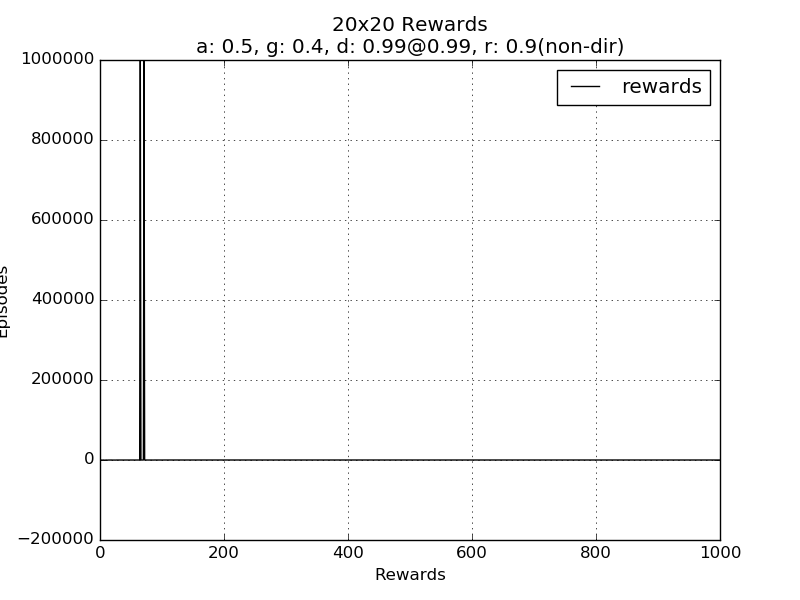 20x20 Rewards
a: 0.5, g: 0.4, d: 0.99@0.99, r: 0.9(non-dir)
1000000
800000
600000
400000
200000
0
−200000
rewards
Episodes
0 200 400 600 800 1000
Rewards